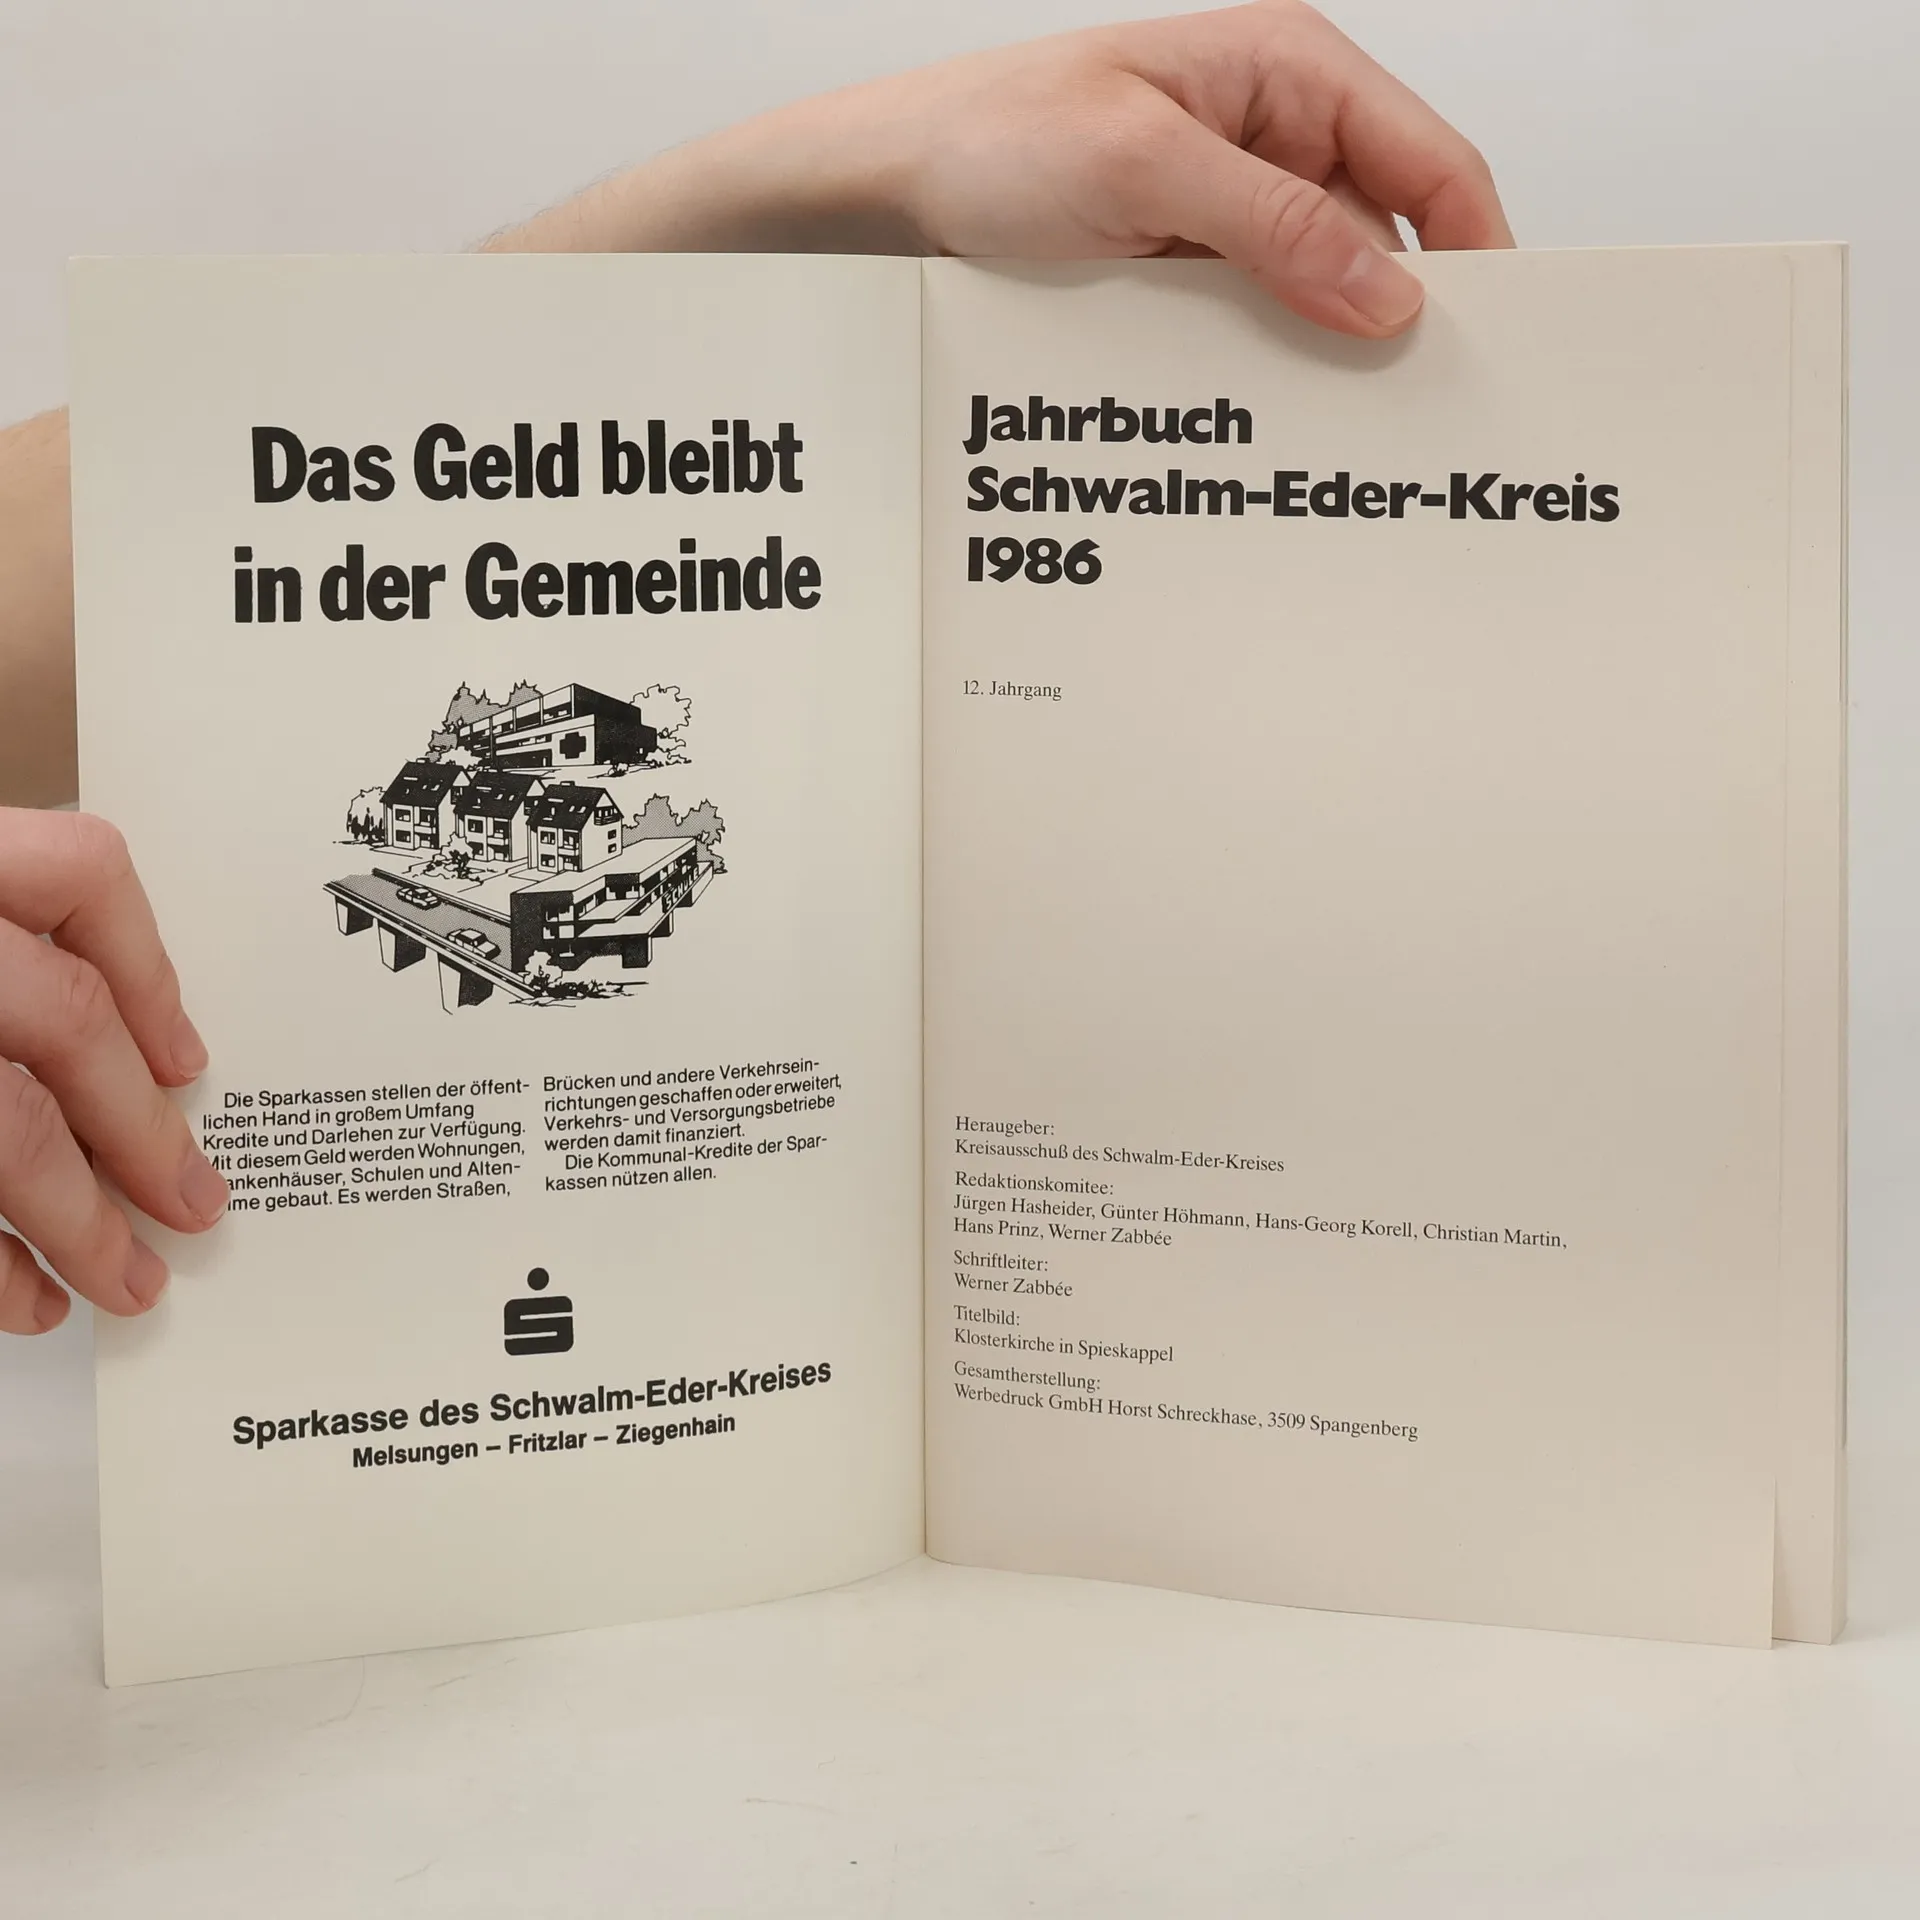 Das Geld bleibt
in der Gemeinde
SCHULE
Die Sparkassen stellen der öffent-
lichen Hand in großem Umfang
Kredite und Darlehen zur Verfügung.
Mit diesem Geld werden Wohnungen,
ankenhäuser, Schulen und Alten-
me gebaut. Es werden Straßen,
Brücken und andere Verkehrsein-
richtungen geschaffen oder erweitert,
Verkehrs- und Versorgungsbetriebe
werden damit finanziert.
Die Kommunal-Kredite der Spar-
kassen nützen allen.
Sparkasse des Schwalm-Eder-Kreises
Melsungen – Fritzlar – Ziegenhain
Jahrbuch
Schwalm-Eder-Kreis
1986
12. Jahrgang
Heraugeber:
Kreisausschuß des Schwalm-Eder-Kreises
Redaktionskomitee:
Jürgen Hasheider, Günter Höhmann, Hans-Georg Korell, Christian Martin,
Hans Prinz, Werner Zabbée
Schriftleiter:
Werner Zabbée
Titelbild:
Klosterkirche in Spieskappel
Gesamtherstellung:
Werbedruck GmbH Horst Schreckhase, 3509 Spangenberg